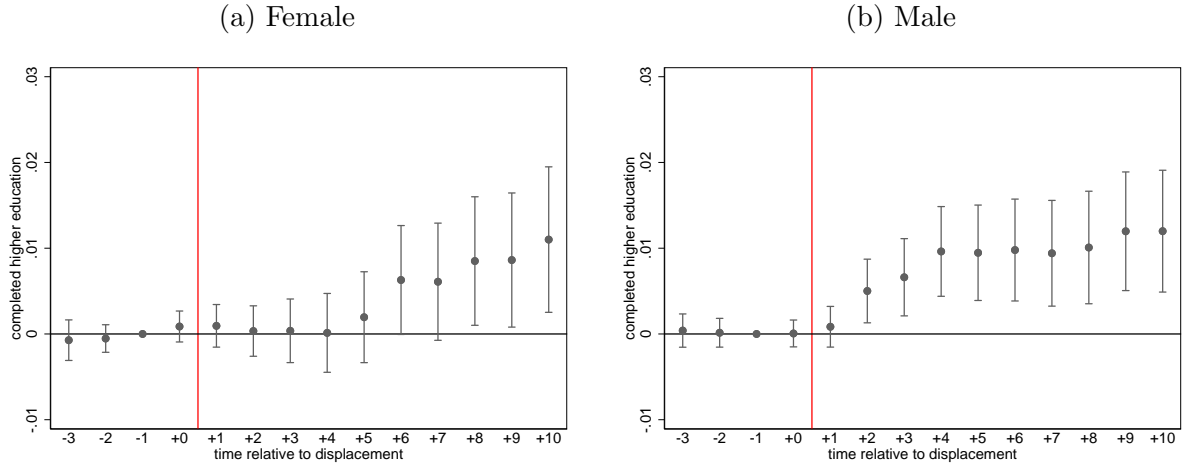 (a) Female
.03
.02
.01
0
-.01
completed higher education
-3 -2 -1 +0 +1 +2 +3 +4 +5 +6 +7 +8 +9 +10
time relative to displacement
(b) Male
.03
.02
.01
0
-.01
completed higher education
-3 -2 -1 +0 +1 +2 +3 +4 +5 +6 +7 +8 +9 +10
time relative to displacement